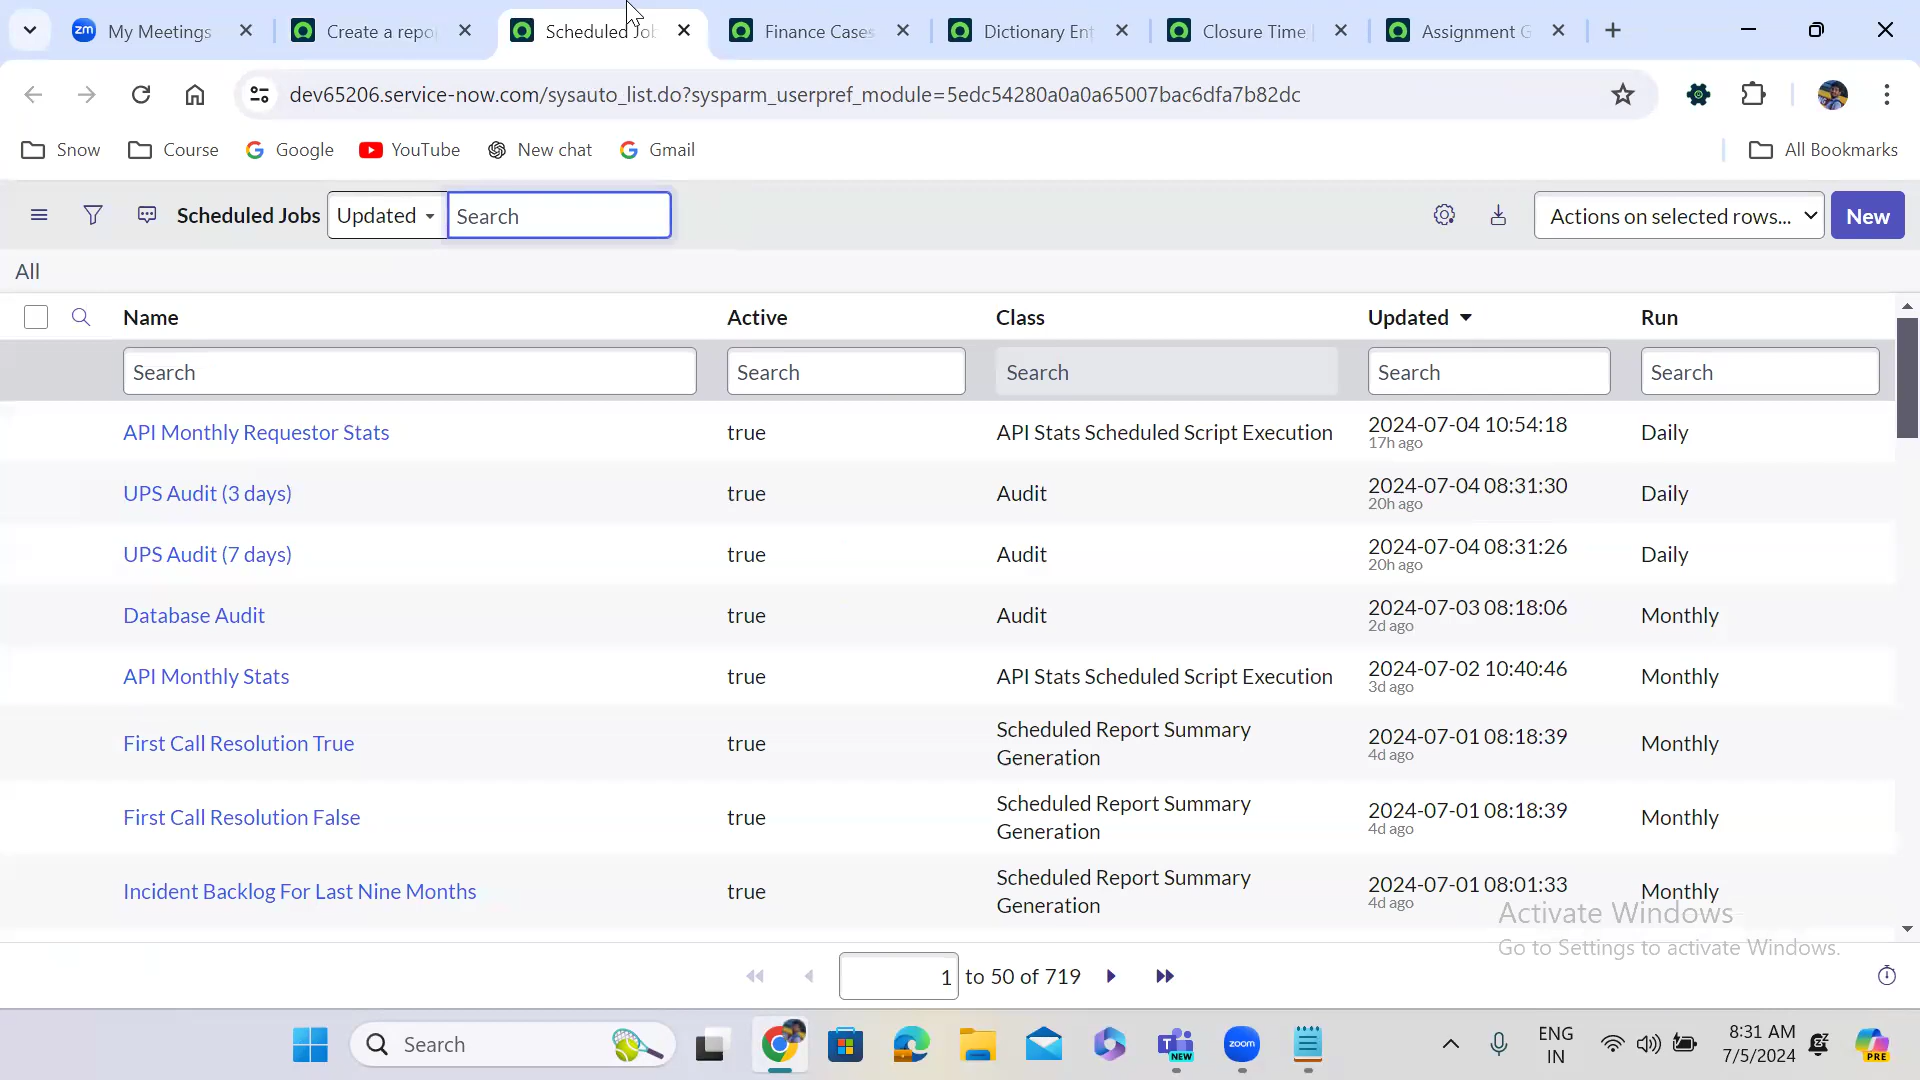 zm My Meetings
Create a repo
Scheduled Job
Finance Cases
Dictionary Ent
Closure Time
Assignment G
dev65206.service-now.com/sysauto_list.do?sysparm_userpref_module=5edc54280a0a0a65007bac6dfa7b82dc
Snow Course Google YouTube New chat Gmail All Bookmarks
Scheduled Jobs Updated Search Actions on selected rows... New
All
Name Active Class Updated Run
Search Search Search Search Search
API Monthly Requestor Stats true API Stats Scheduled Script Execution 2024-07-04 10:54:18 Daily
17h ago
UPS Audit (3 days) true Audit 2024-07-04 08:31:30 Daily
20h ago
UPS Audit (7 days) true Audit 2024-07-04 08:31:26 Daily
20h ago
Database Audit true Audit 2024-07-03 08:18:06 Monthly
2d ago
API Monthly Stats true API Stats Scheduled Script Execution 2024-07-02 10:40:46 Monthly
3d ago
First Call Resolution True true Scheduled Report Summary Generation 2024-07-01 08:18:39 Monthly
4d ago
First Call Resolution False true Scheduled Report Summary Generation 2024-07-01 08:18:39 Monthly
4d ago
Incident Backlog For Last Nine Months true Scheduled Report Summary Generation 2024-07-01 08:01:33 Monthly
4d ago
Activate Windows
Go to Settings to activate Windows.
1 to 50 of 719
Search
NEW
zoom
ENG
IN
8:31 AM
7/5/2024
PRE